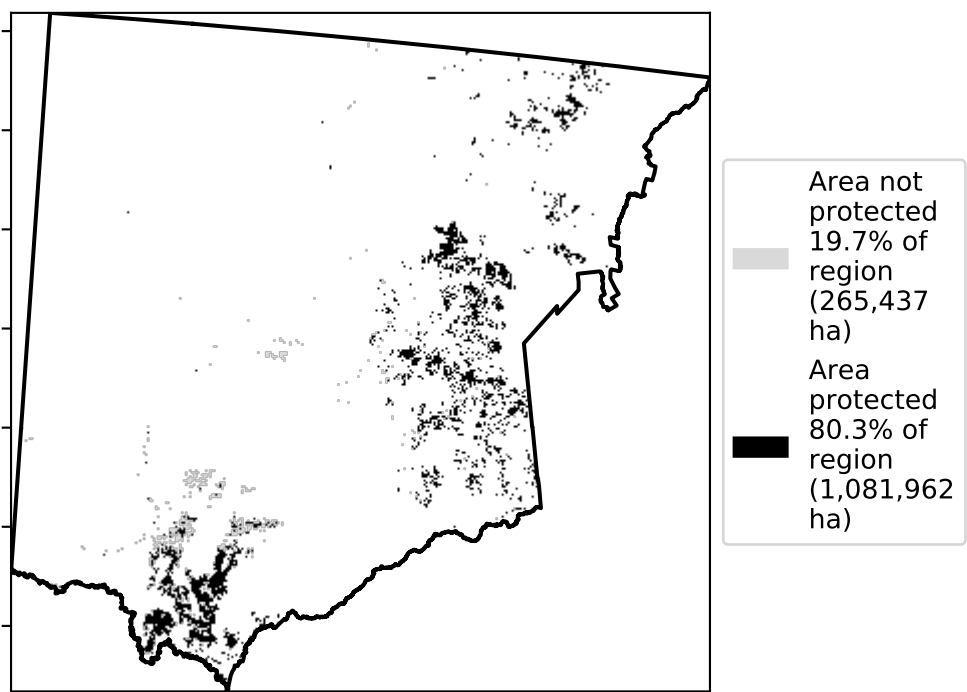 Area not
protected
19.7% of
region
(265,437
ha)
Area
protected
80.3% of
region
(1,081,962
ha)